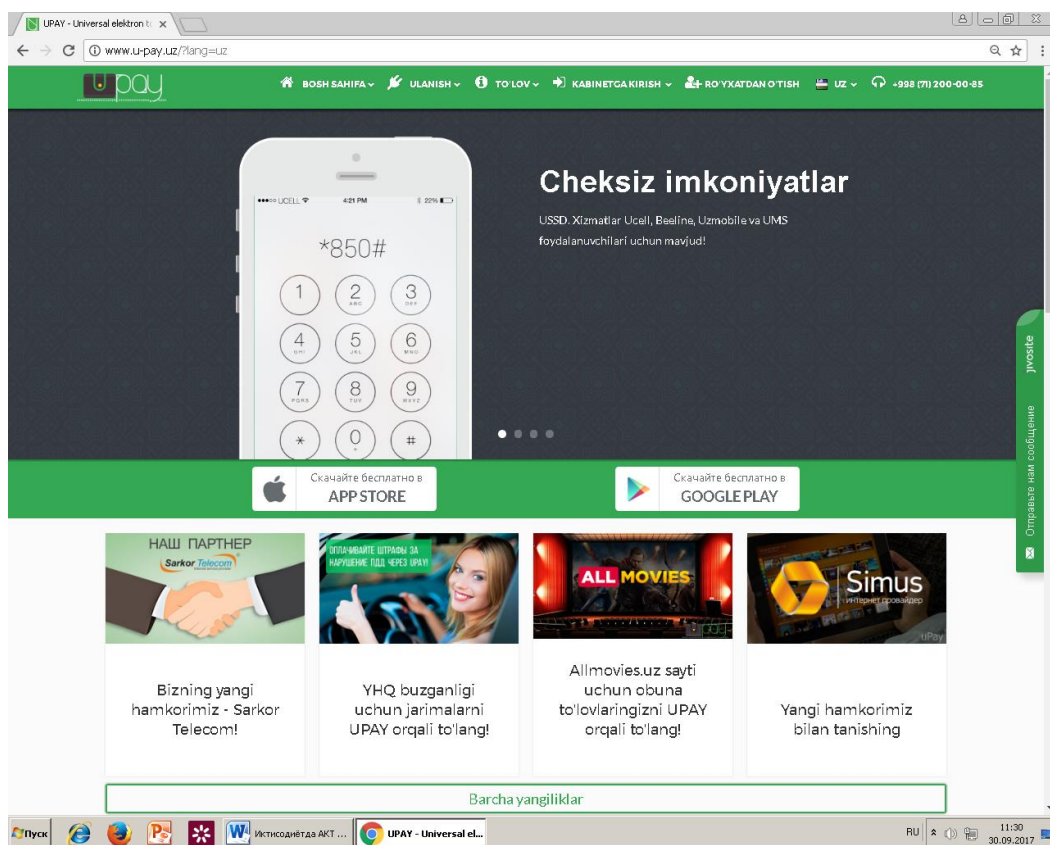 UPAY - Universal elektron t
www.u-pay.uz/?lang=uz
upay
BOSH SAHIFA
ULANISH
TO'LOV
KABINETGA KIRISH
RO'YXATDAN O'TISH
UZ
+998 (71) 200-00-85
UCELL
4:21 PM
22%
*850#
1
2
ABC
3
DEF
4
GHI
5
JKL
6
MNO
7
PQRS
8
TUV
9
WXYZ
*
0
+
#
Cheksiz imkoniyatlar
USSD. Xizmatlar Ucell, Beeline, Uzmobile va UMS
foydalanuvchilari uchun mavjud!
jivosite
Отправьте нам сообщение
Скачайте бесплатно в
APP STORE
Скачайте бесплатно в
GOOGLE PLAY
НАШ ПАРТНЕР
Sarkor Telecom
Bizning yangi
hamkorimiz - Sarkor
Telecom!
ОПЛАЧИВАЙТЕ ШТРАФЫ ЗА
НАРУШЕНИЕ ПДД ЧЕРЕЗ UPAY!
YHQ buzganligi
uchun jarimalarni
UPAY orqali to'lang!
ALL MOVIES
Allmovies.uz sayti
uchun obuna
to'lovlaringizni UPAY
orqali to'lang!
Simus
интернет провайдер
uPay
Yangi hamkorimiz
bilan tanishing
Barcha yangiliklar
Пуск
Иктисодиётда АКТ ...
UPAY - Universal el...
RU
11:30
30.09.2017